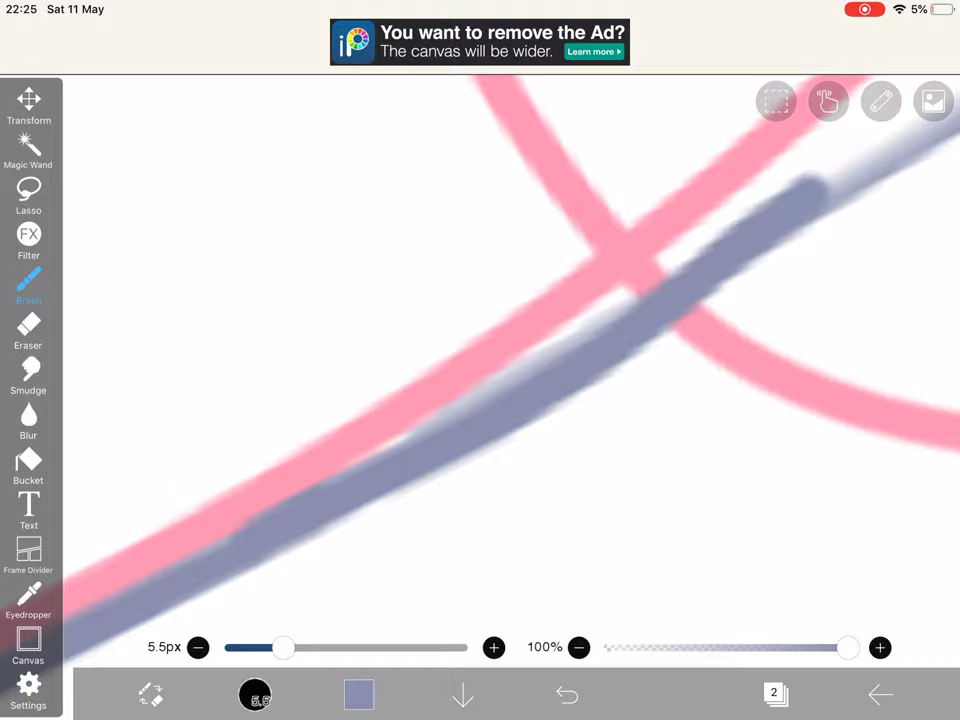 22:25 Sat 11 May
5%
iP
You want to remove the Ad?
The canvas will be wider.
Learn more
Transform
Magic Wand
Lasso
FX
Filter
Brush
Eraser
Smudge
Blur
Bucket
T
Text
Frame Divider
Eyedropper
Canvas
Settings
5.5px
100%
5.5
2